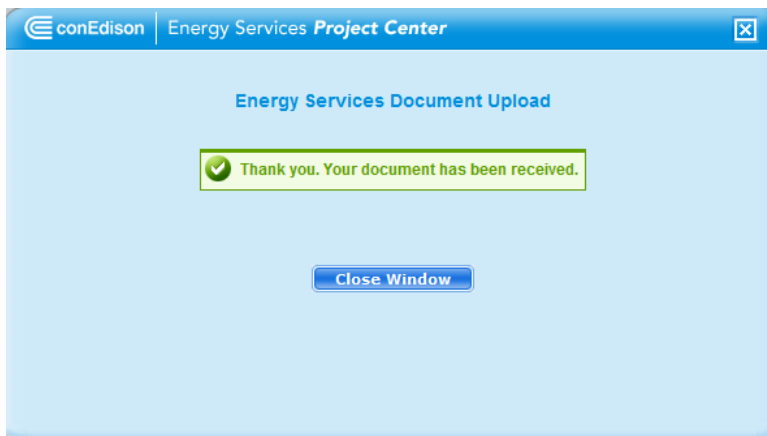 conEdison Energy Services Project Center
Energy Services Document Upload
Thank you. Your document has been received.
Close Window